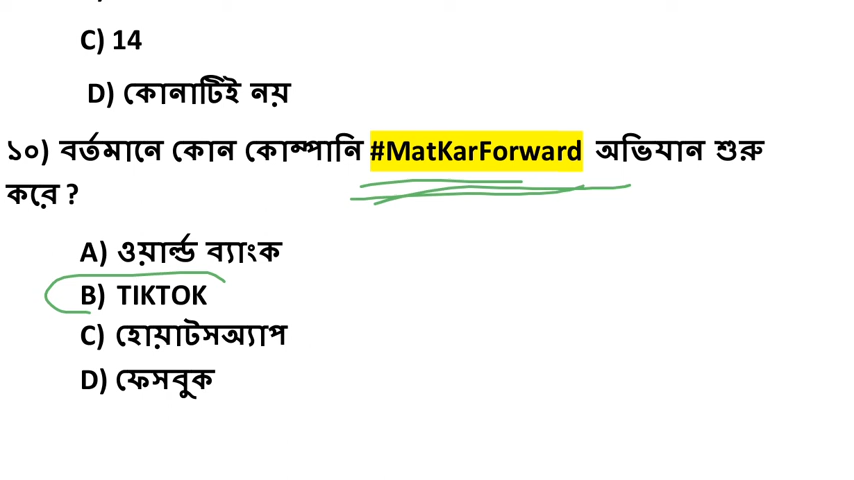 C) 14
D) কোনাটিই নয়
১০) বর্তমানে কোন কোম্পানি #MatKarForward অভিযান শুরু
করে ?
A) ওয়ার্ল্ড ব্যাংক
B) TIKTOK
C) হোয়াটসঅ্যাপ
D) ফেসবুক